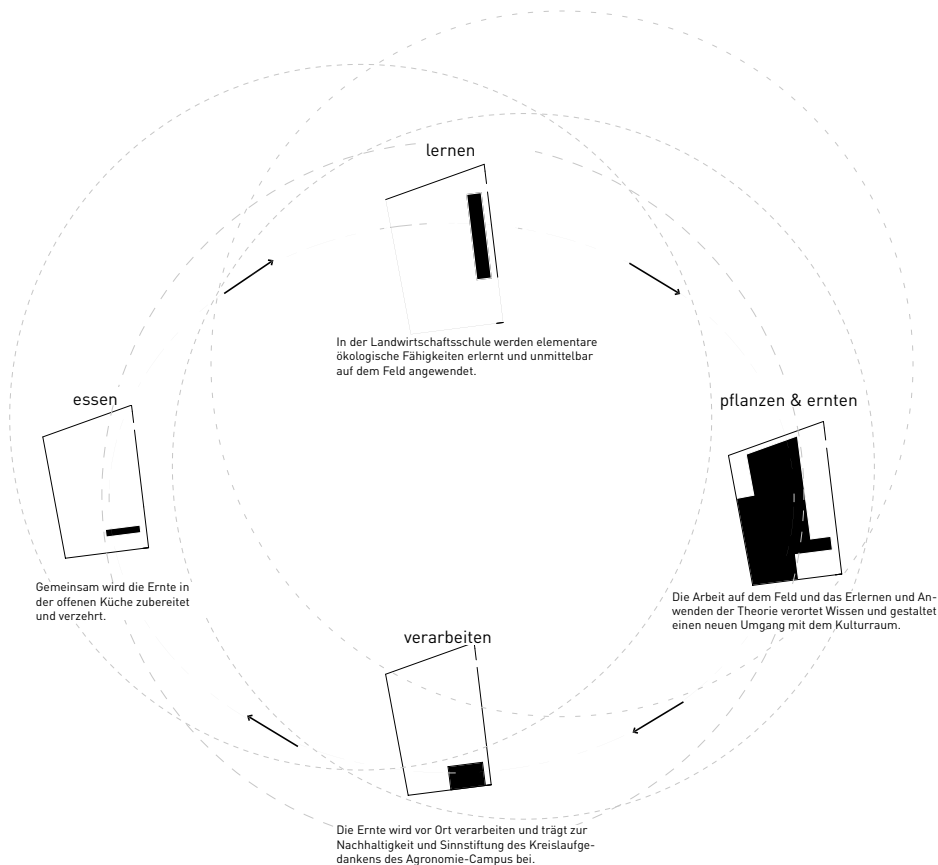 lernen
In der Landwirtschaftsschule werden elementare
ökologische Fähigkeiten erlernt und unmittelbar
auf dem Feld angewendet.
essen
Gemeinsam wird die Ernte in
der offenen Küche zubereitet
und verzehrt.
pflanzen & ernten
Die Arbeit auf dem Feld und das Erlernen und An-
wenden der Theorie verortet Wissen und gestaltet
einen neuen Umgang mit dem Kulturraum.
verarbeiten
Die Ernte wird vor Ort verarbeiten und trägt zur
Nachhaltigkeit und Sinnstiftung des Kreislaufge-
dankens des Agronomie-Campus bei.